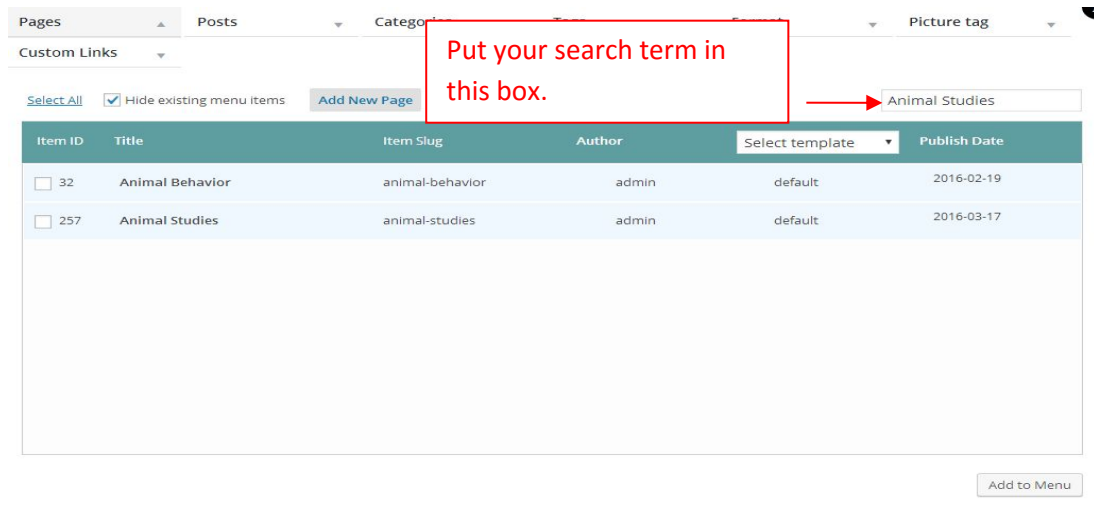 Pages Posts Picture tag
Custom Links
Put your search term in
this box.
Select All Hide existing menu items Add New Page Animal Studies
Item ID Title Item Slug Author Select template Publish Date
32 Animal Behavior animal-behavior admin default 2016-02-19
257 Animal Studies animal-studies admin default 2016-03-17
Add to Menu